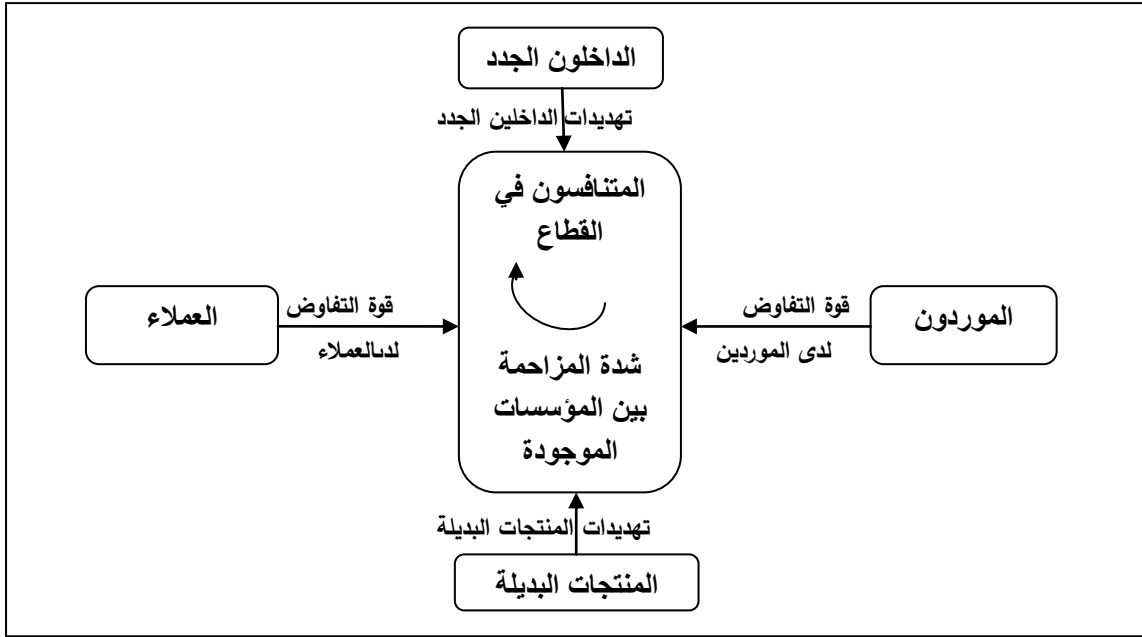 الداخلون الجدد
تهديدات الداخلين الجدد
المتنافسون في
القطاع
الموردون
قوة التفاوض
لدى الموردين
العملاء
قوة التفاوض
لدىالعملاء
شدة المزاحمة
بين المؤسسات
الموجودة
تهديدات المنتجات البديلة
المنتجات البديلة